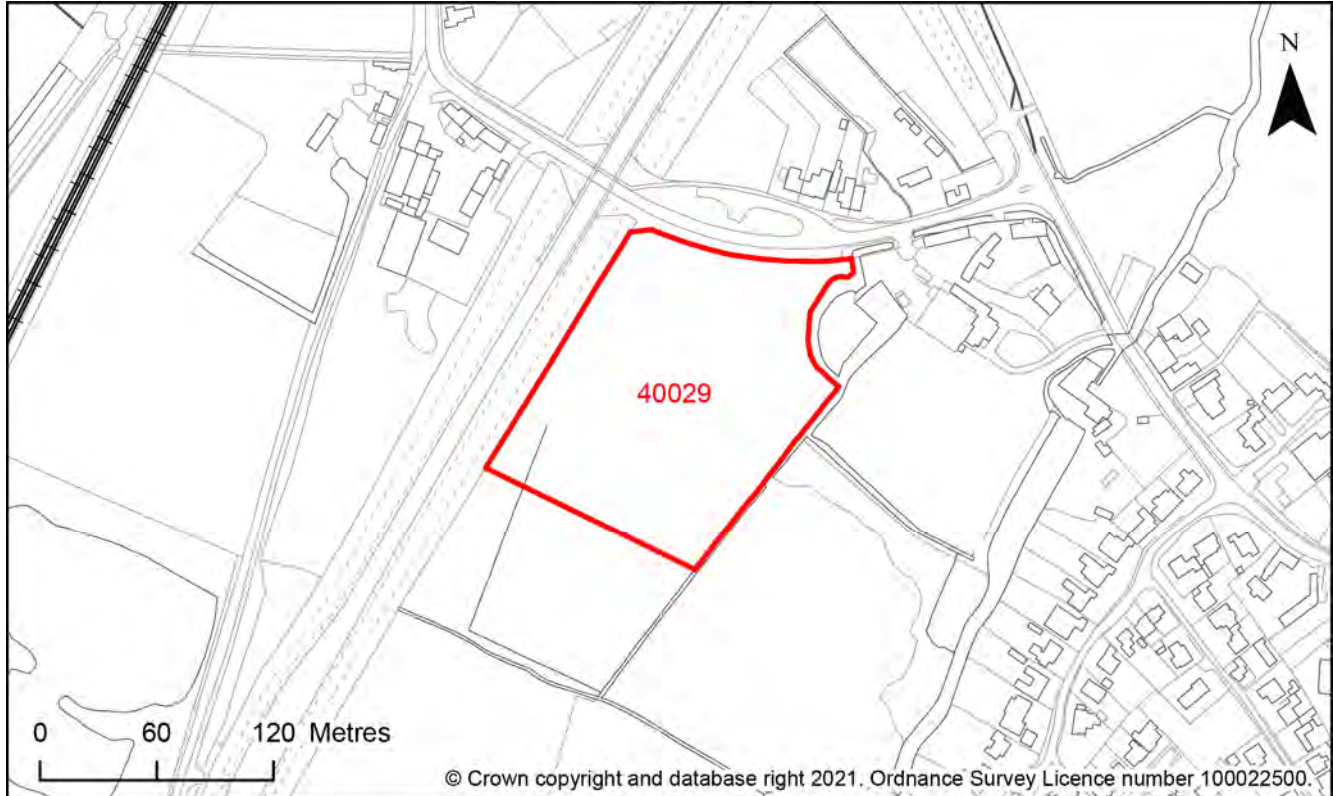 N
40029
0 60 120 Metres
© Crown copyright and database right 2021. Ordnance Survey Licence number 100022500.